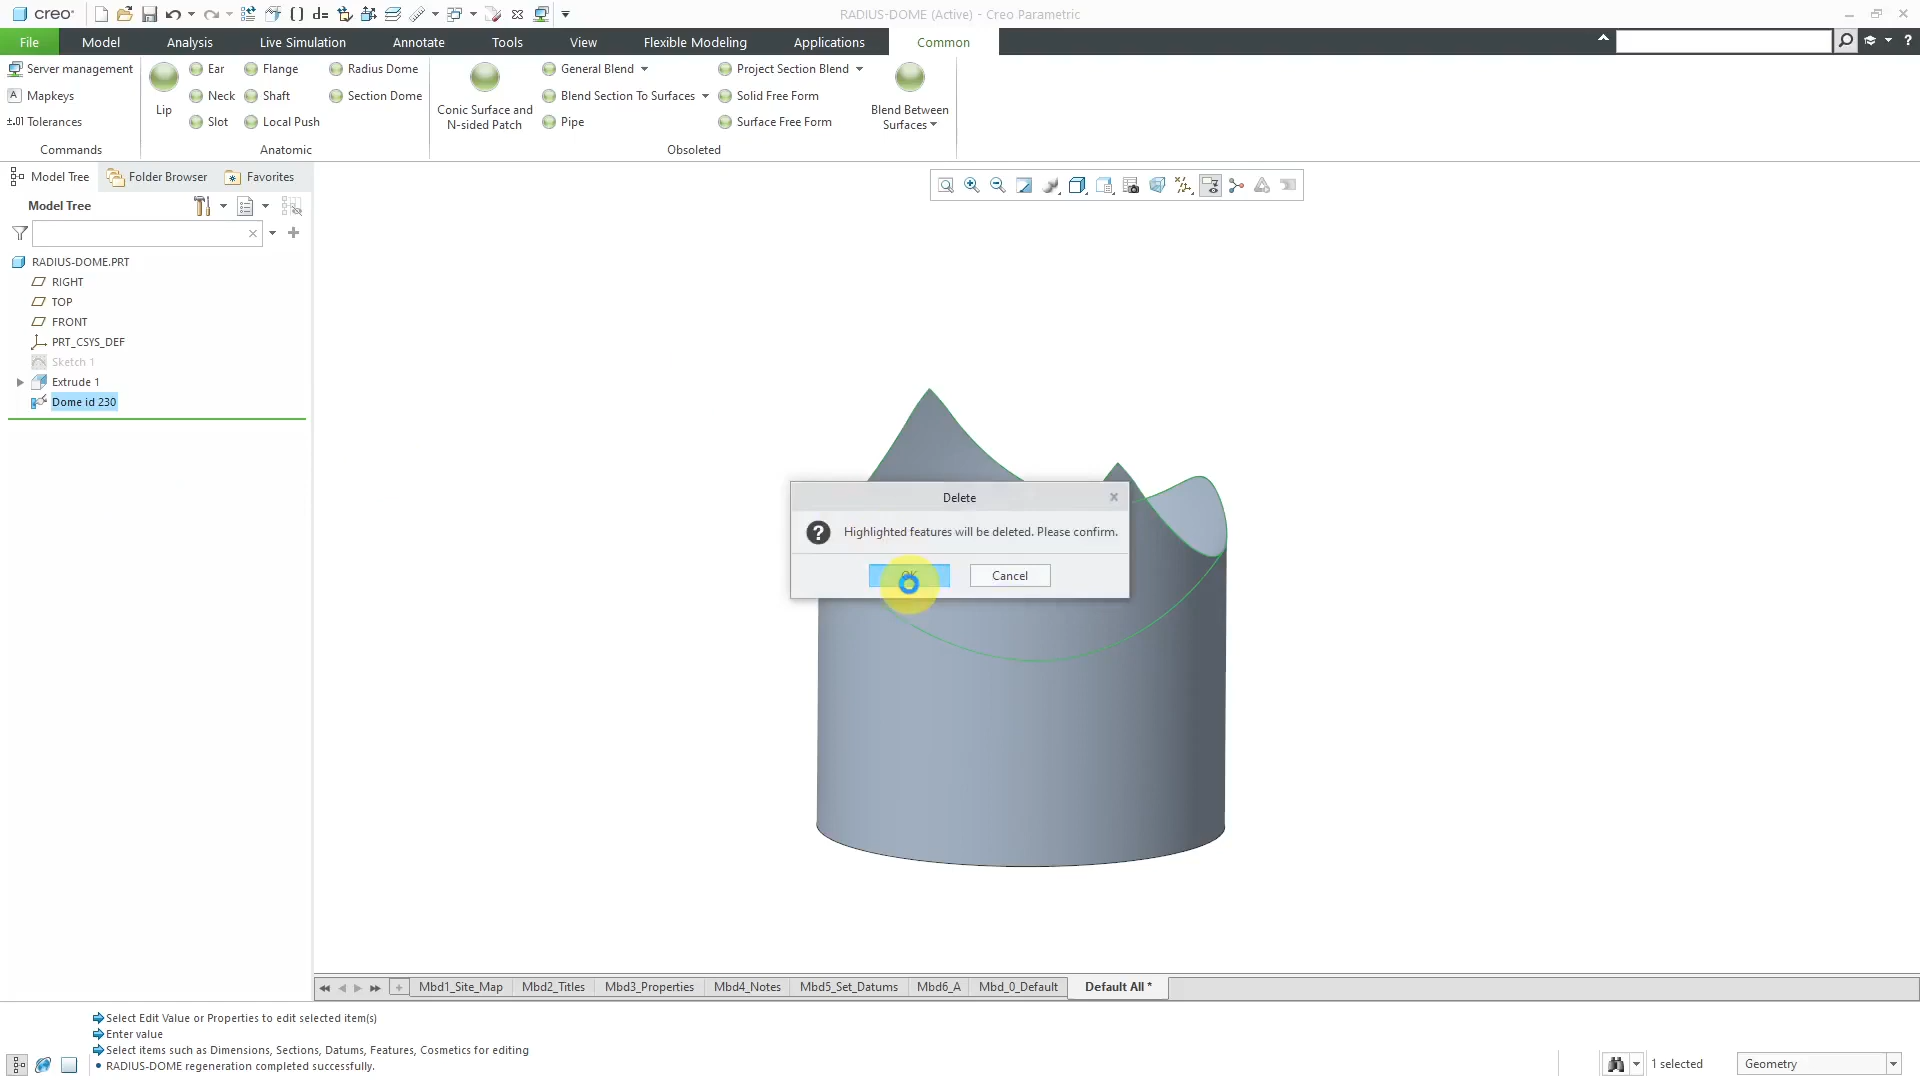 creo
RADIUS-DOME (Active) - Creo Parametric
File
Model
Analysis
Live Simulation
Annotate
Tools
View
Flexible Modeling
Applications
Common
Server management
Mapkeys
Tolerances
Commands
Lip
Ear
Neck
Slot
Flange
Shaft
Local Push
Radius Dome
Section Dome
Anatomic
Conic Surface and
N-sided Patch
General Blend
Blend Section To Surfaces
Pipe
Project Section Blend
Solid Free Form
Surface Free Form
Blend Between
Surfaces
Obsoleted
Model Tree
Folder Browser
Favorites
Model Tree
RADIUS-DOME.PRT
RIGHT
TOP
FRONT
PRT_CSYS_DEF
Sketch 1
Extrude 1
Dome id 230
Delete
Highlighted features will be deleted. Please confirm.
Cancel
Mbd1_Site_Map
Mbd2_Titles
Mbd3_Properties
Mbd4_Notes
Mbd5_Set_Datums
Mbd6_A
Mbd_0_Default
Default All *
Select Edit Value or Properties to edit selected item(s)
Enter value
Select items such as Dimensions, Sections, Datums, Features, Cosmetics for editing
• RADIUS-DOME regeneration completed successfully.
1 selected
Geometry